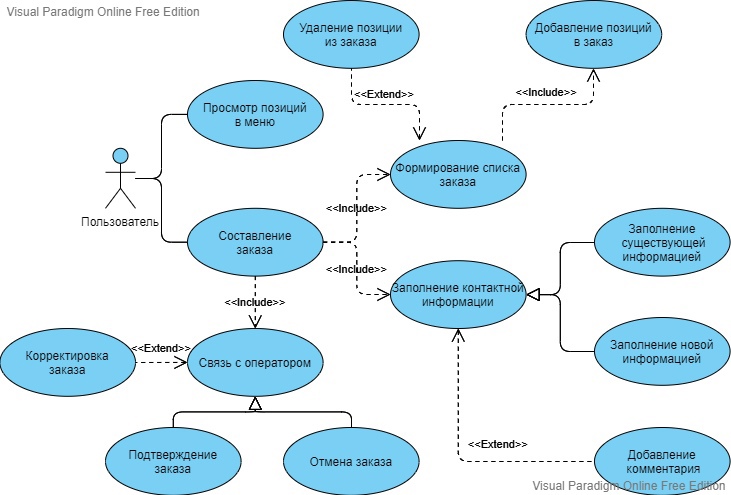 Visual Paradigm Online Free Edition
Удаление позиции
из заказа
Добавление позиций
в заказ
<<Extend>>
<<Include>>
Просмотр позиций
в меню
Формирование списка
заказа
Пользователь
<<Include>>
Составление
заказа
Заполнение
существующей
информацией
<<Include>>
Заполнение контактной
информации
<<Include>>
Корректировка
заказа
<<Extend>>
Связь с оператором
Заполнение новой
информацией
<<Extend>>
Подтверждение
заказа
Отмена заказа
Добавление
комментария
Visual Paradigm Online Free Edition